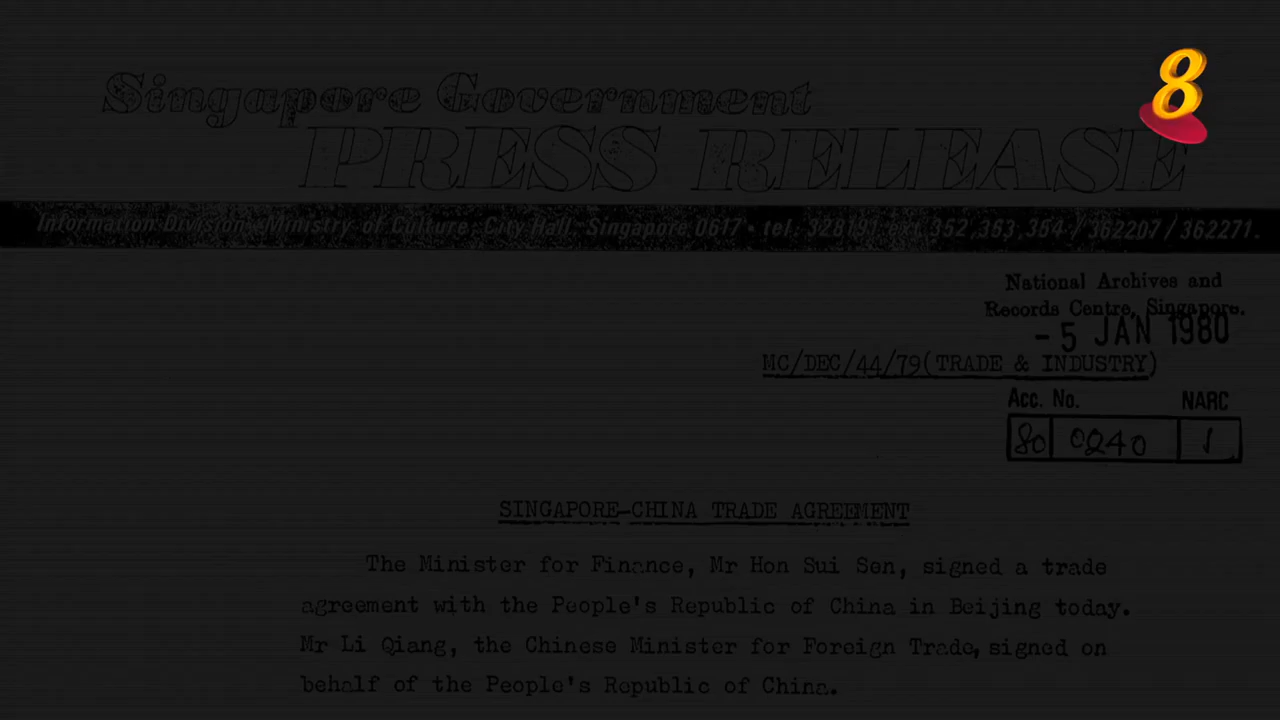 8
Singapore Government
PRESS RELEASE
Information Division, Ministry of Culture, City Hall, Singapore 0617 • tel: 328191 ext. 352, 353, 354 / 362207 / 362271.
National Archives and
Records Centre, Singapore.
- 5 JAN 1980
MC/DEC/44/79(TRADE & INDUSTRY)
Acc. No. NARC
80 0240 1
SINGAPORE-CHINA TRADE AGREEMENT
The Minister for Finance, Mr Hon Sui Sen, signed a trade
agreement with the People's Republic of China in Beijing today.
Mr Li Qiang, the Chinese Minister for Foreign Trade, signed on
behalf of the People's Republic of China.